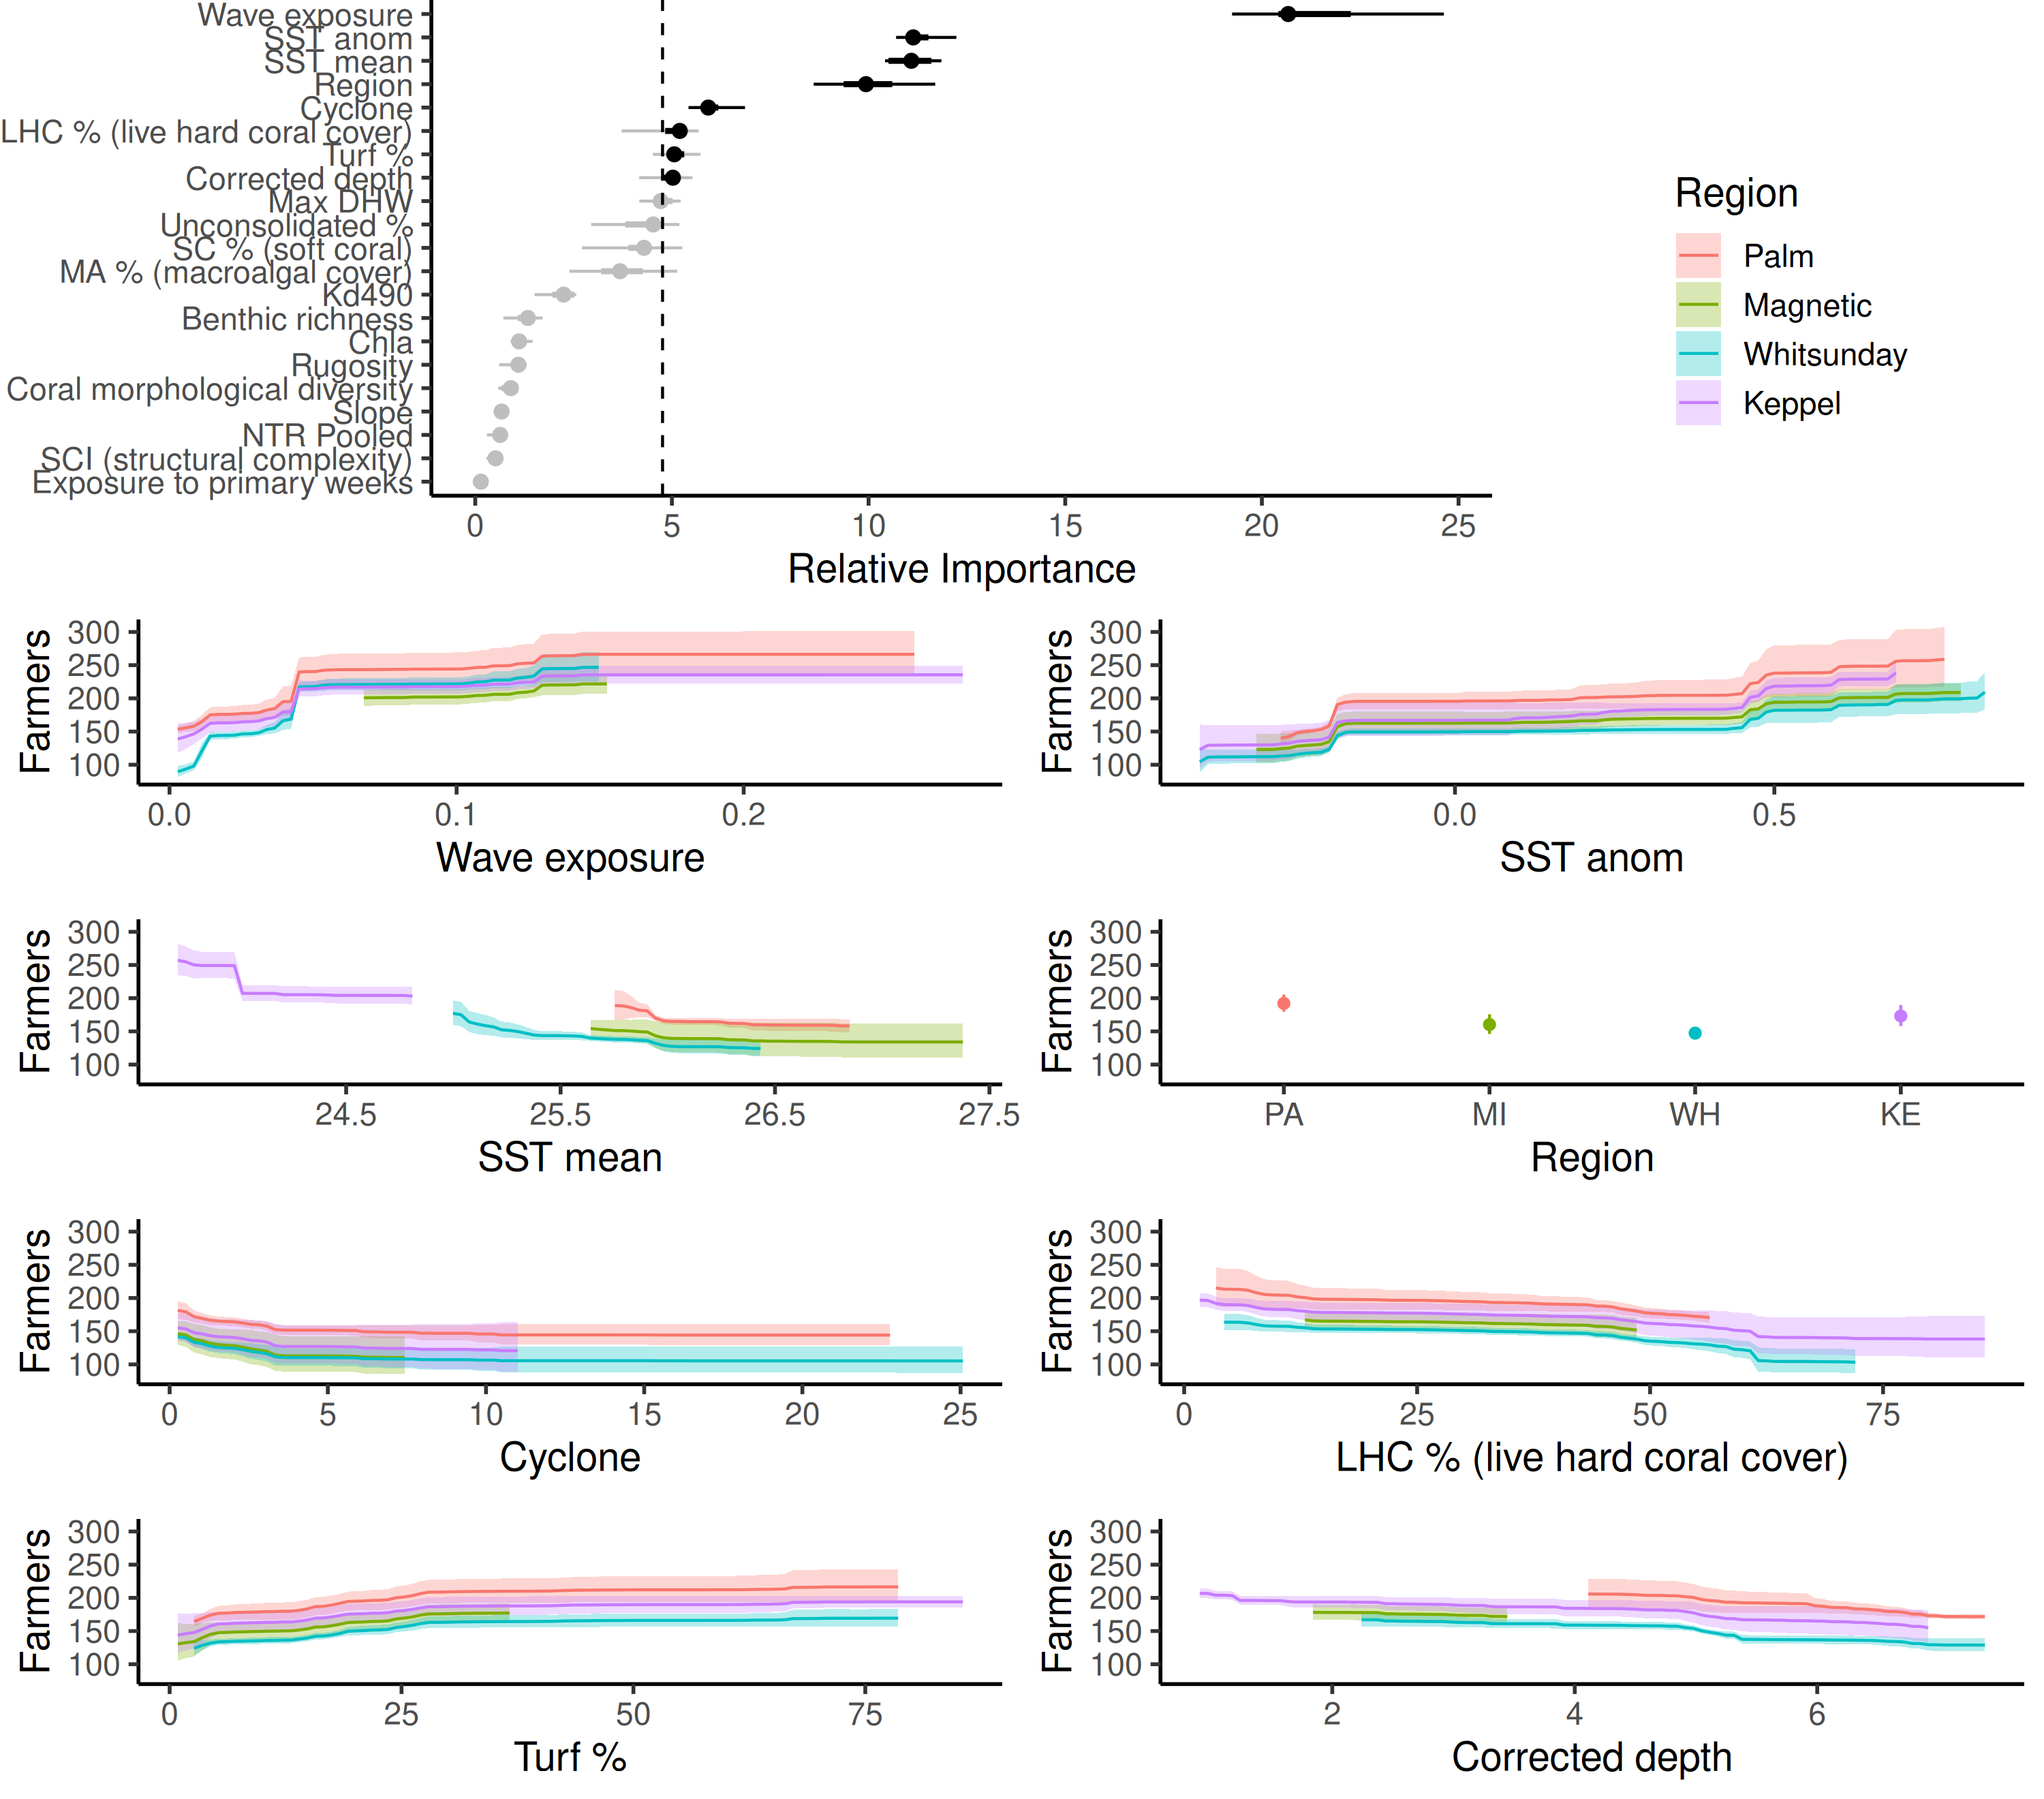 Wave exposure
SST anom
SST mean
Region
Cyclone
LHC % (live hard coral cover)
Turf %
Corrected depth
Max DHW
Unconsolidated %
SC % (soft coral)
MA % (macroalgal cover)
Kd490
Benthic richness
Chla
Rugosity
Coral morphological diversity
Slope
NTR Pooled
SCI (structural complexity)
Exposure to primary weeks
0 5 10 15 20 25
Relative Importance
Region
Palm
Magnetic
Whitsunday
Keppel
Farmers
300
250
200
150
100
0.0 0.1 0.2
Wave exposure
Farmers
300
250
200
150
100
0.0 0.5
SST anom
Farmers
300
250
200
150
100
24.5 25.5 26.5 27.5
SST mean
Farmers
300
250
200
150
100
PA MI WH KE
Region
Farmers
300
250
200
150
100
0 5 10 15 20 25
Cyclone
Farmers
300
250
200
150
100
0 25 50 75
LHC % (live hard coral cover)
Farmers
300
250
200
150
100
0 25 50 75
Turf %
Farmers
300
250
200
150
100
2 4 6
Corrected depth